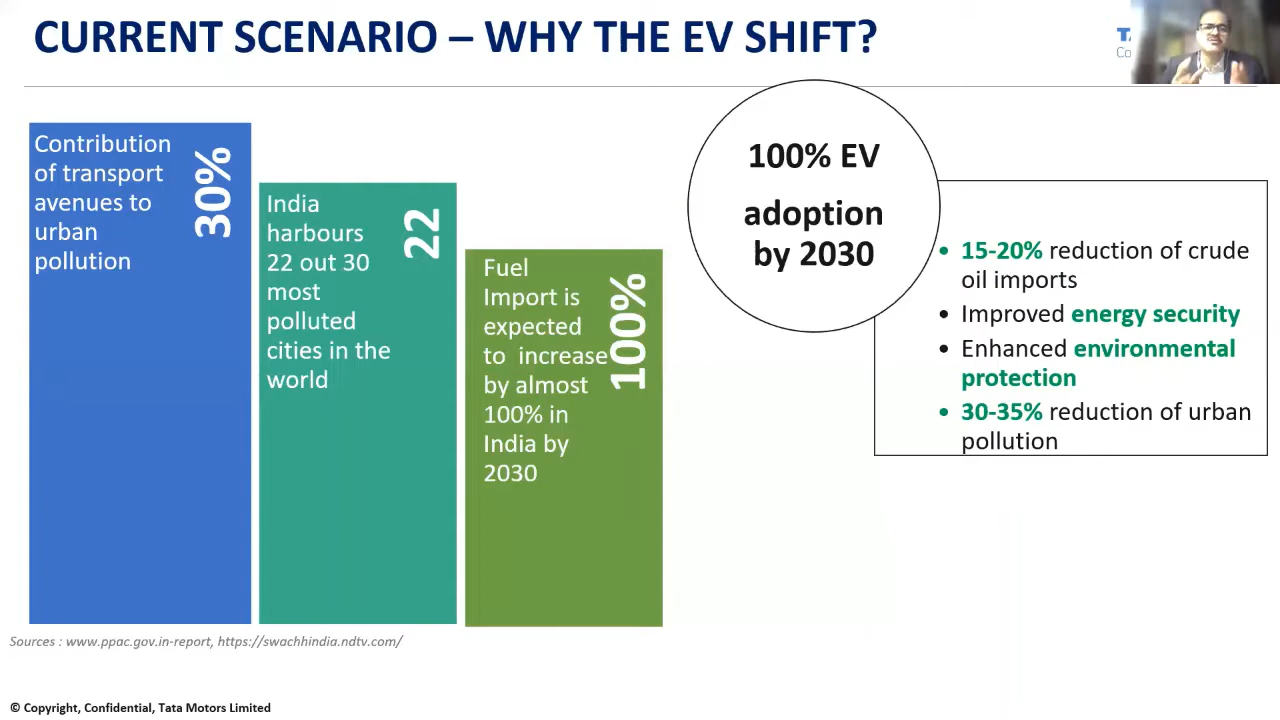 CURRENT SCENARIO – WHY THE EV SHIFT?
Contribution
of transport
avenues to
urban
pollution
30%
India
harbours
22 out 30
most
polluted
cities in the
world
22
Fuel
Import is
expected
to increase
by almost
100% in
India by
2030
100%
100% EV
adoption
by 2030
• 15-20% reduction of crude
oil imports
• Improved energy security
• Enhanced environmental
protection
• 30-35% reduction of urban
pollution
Sources : www.ppac.gov.in-report, https://swachhindia.ndtv.com/
© Copyright, Confidential, Tata Motors Limited